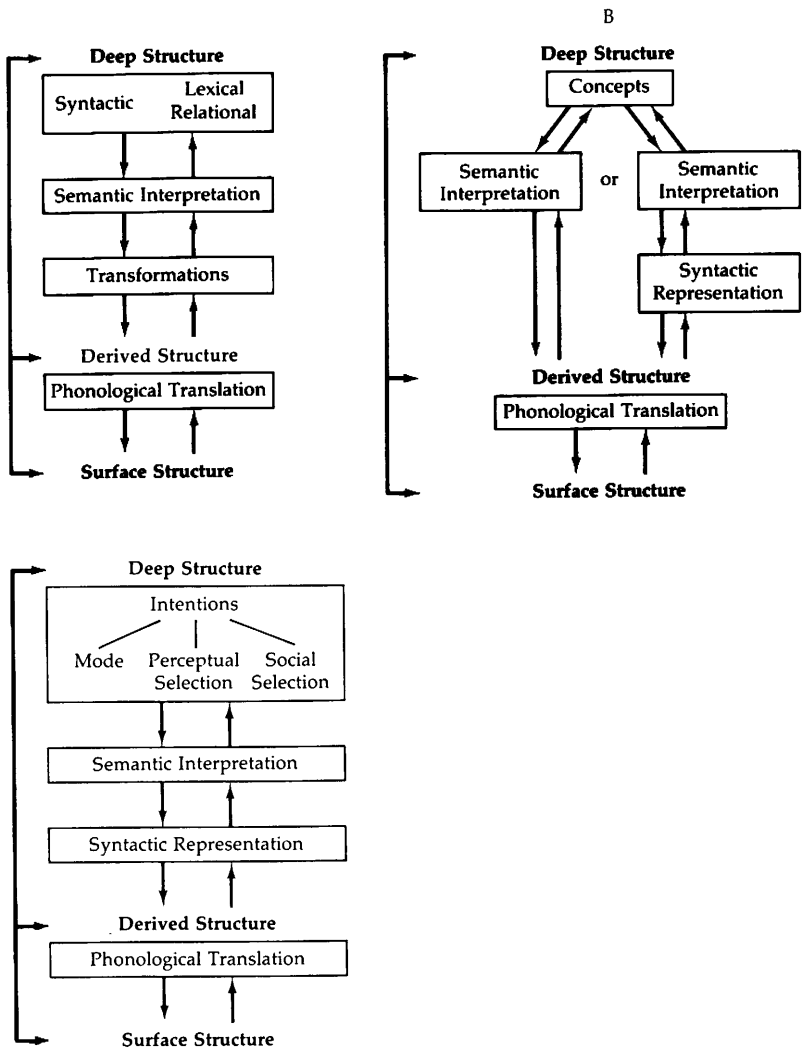 Deep Structure
Syntactic
Lexical
Relational
Semantic Interpretation
Transformations
Derived Structure
Phonological Translation
Surface Structure
B
Deep Structure
Concepts
Semantic
Interpretation
or
Semantic
Interpretation
Syntactic
Representation
Derived Structure
Phonological Translation
Surface Structure
Deep Structure
Intentions
Mode
Perceptual
Selection
Social
Selection
Semantic Interpretation
Syntactic Representation
Derived Structure
Phonological Translation
Surface Structure